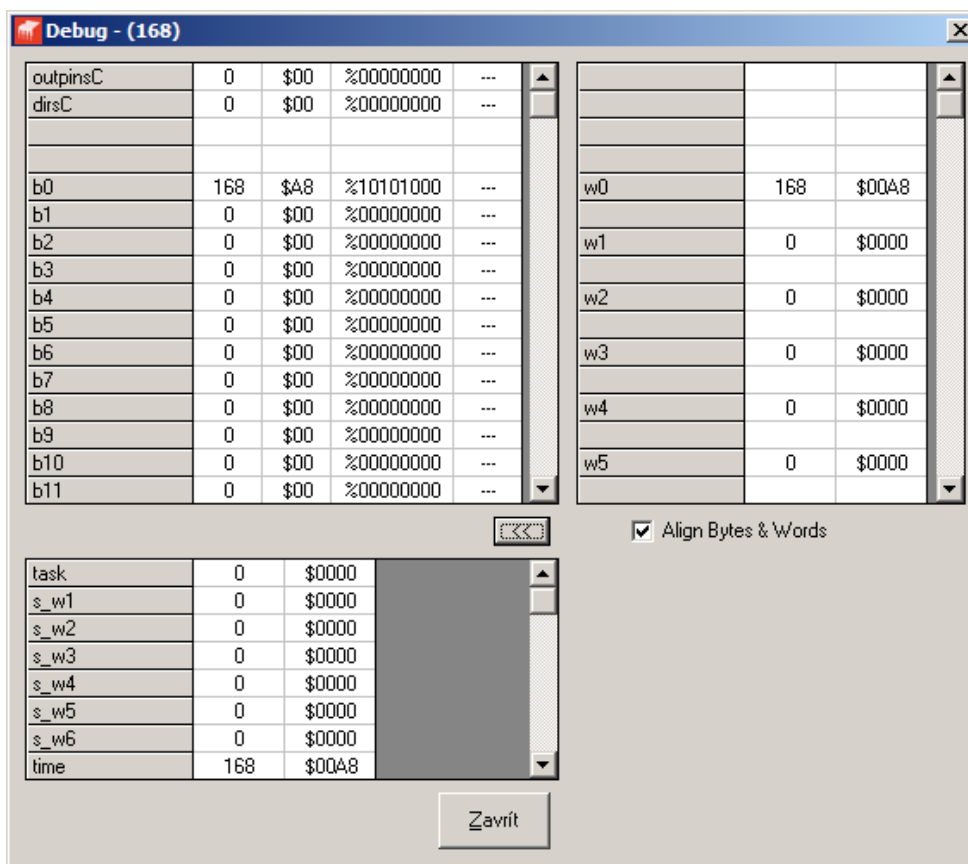 Debug - (168)
outpinsC 0 $00 %00000000 ---
dirsC 0 $00 %00000000 ---
b0 168 $A8 %10101000 --- w0 168 $00A8
b1 0 $00 %00000000 ---
b2 0 $00 %00000000 --- w1 0 $0000
b3 0 $00 %00000000 ---
b4 0 $00 %00000000 --- w2 0 $0000
b5 0 $00 %00000000 ---
b6 0 $00 %00000000 --- w3 0 $0000
b7 0 $00 %00000000 ---
b8 0 $00 %00000000 --- w4 0 $0000
b9 0 $00 %00000000 ---
b10 0 $00 %00000000 --- w5 0 $0000
b11 0 $00 %00000000 ---
<< Align Bytes & Words
task 0 $0000
s_w1 0 $0000
s_w2 0 $0000
s_w3 0 $0000
s_w4 0 $0000
s_w5 0 $0000
s_w6 0 $0000
time 168 $00A8
Zavrít